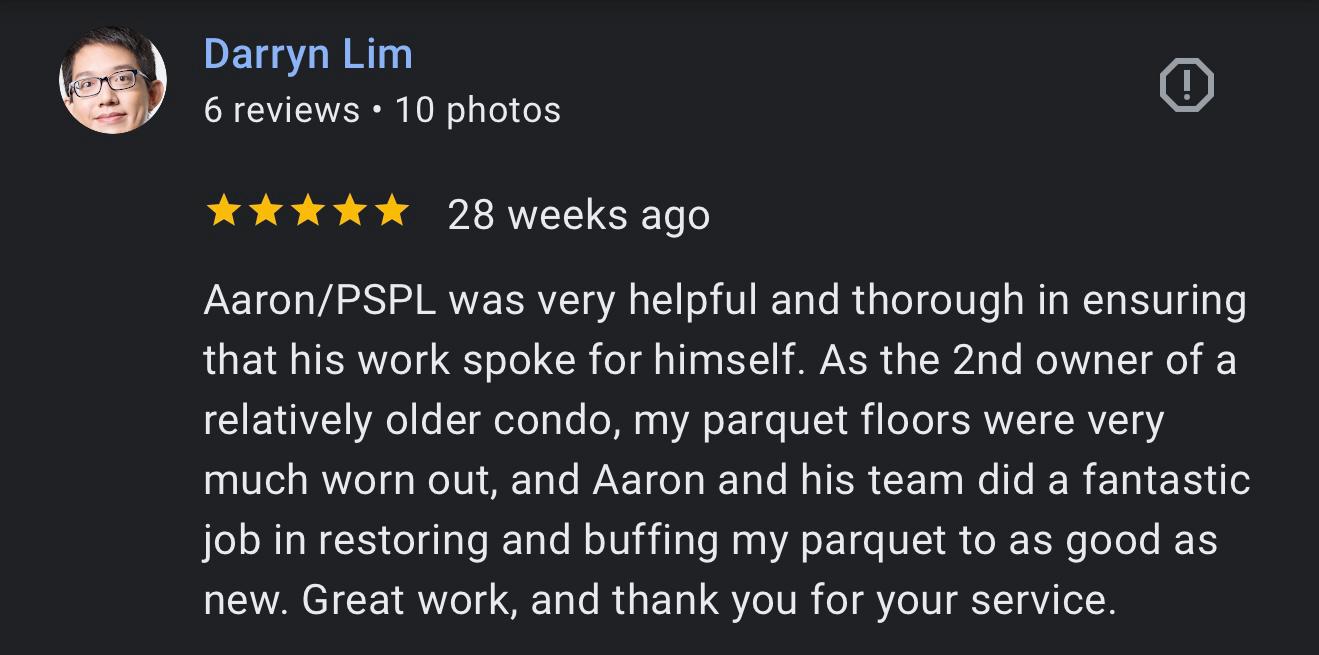 Darryn Lim
6 reviews • 10 photos
28 weeks ago
Aaron/PSPL was very helpful and thorough in ensuring
that his work spoke for himself. As the 2nd owner of a
relatively older condo, my parquet floors were very
much worn out, and Aaron and his team did a fantastic
job in restoring and buffing my parquet to as good as
new. Great work, and thank you for your service.